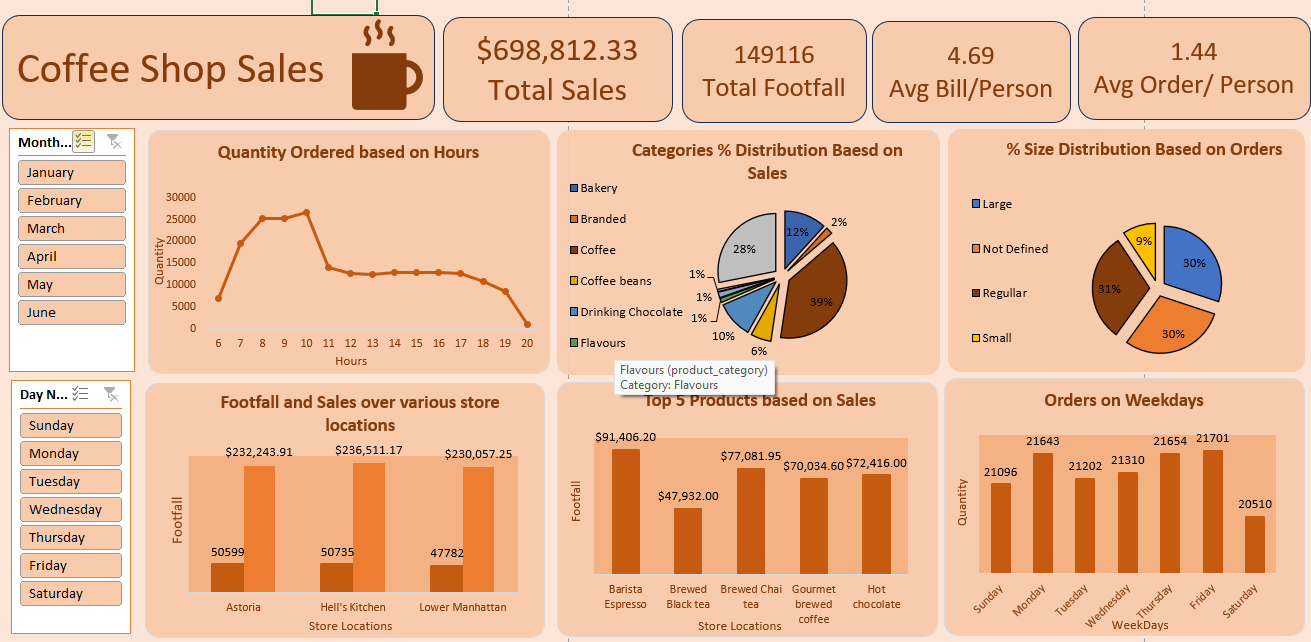 Coffee Shop Sales
$698,812.33
Total Sales
149116
Total Footfall
4.69
Avg Bill/Person
1.44
Avg Order/ Person
Month...
January
February
March
April
May
June
Day N...
Sunday
Monday
Tuesday
Wednesday
Thursday
Friday
Saturday
Quantity Ordered based on Hours
Quantity
30000
25000
20000
15000
10000
5000
0
6 7 8 9 10 11 12 13 14 15 16 17 18 19 20
Hours
Categories % Distribution Baesd on
Sales
Bakery
Branded
Coffee
Coffee beans
Drinking Chocolate
Flavours
12%
2%
39%
6%
10%
1%
1%
1%
28%
Flavours (product_category)
Category: Flavours
% Size Distribution Based on Orders
Large
Not Defined
Regullar
Small
30%
30%
31%
9%
Footfall and Sales over various store
locations
Footfall
$232,243.91
$236,511.17
$230,057.25
50599
50735
47782
Astoria
Hell's Kitchen
Lower Manhattan
Store Locations
Top 5 Products based on Sales
Footfall
$91,406.20
$47,932.00
$77,081.95
$70,034.60
$72,416.00
Barista
Espresso
Brewed
Black tea
Brewed Chai
tea
Gourmet
brewed
coffee
Hot
chocolate
Store Locations
Orders on Weekdays
Quantity
21096
21643
21202
21310
21654
21701
20510
Sunday
Monday
Tuesday
Wednesday
Thursday
Friday
Saturday
WeekDays